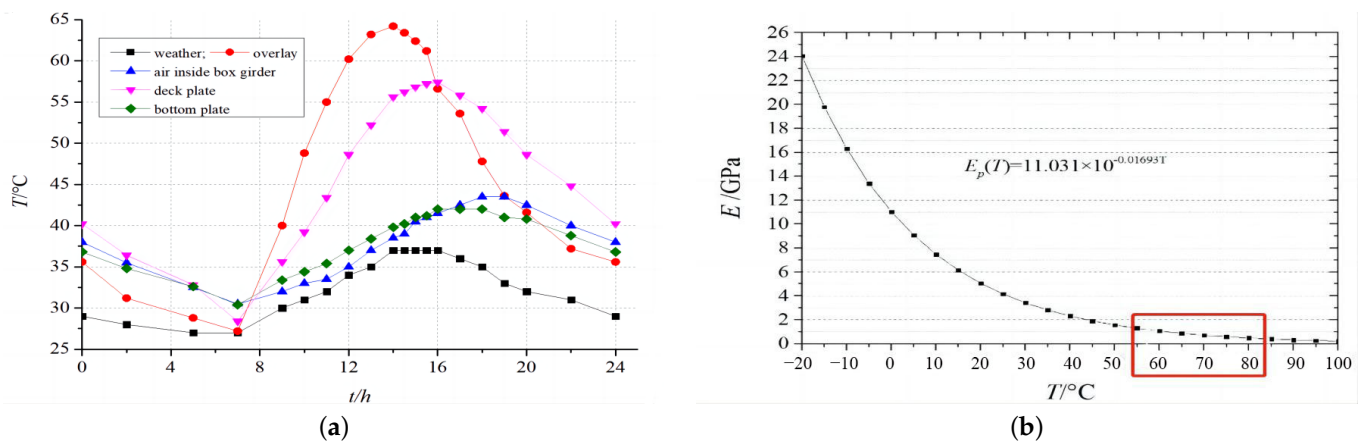 65
60
55
50
45
40
35
30
25
T/°C
weather; overlay
air inside box girder
deck plate
bottom plate
0 4 8 12 16 20 24
t/h
(a)
26
24
22
20
18
16
14
12
10
8
6
4
2
0
E /GPa
E_p(T)=11.031×10^-0.01693T
−20 −10 0 10 20 30 40 50 60 70 80 90 100
T/°C
(b)